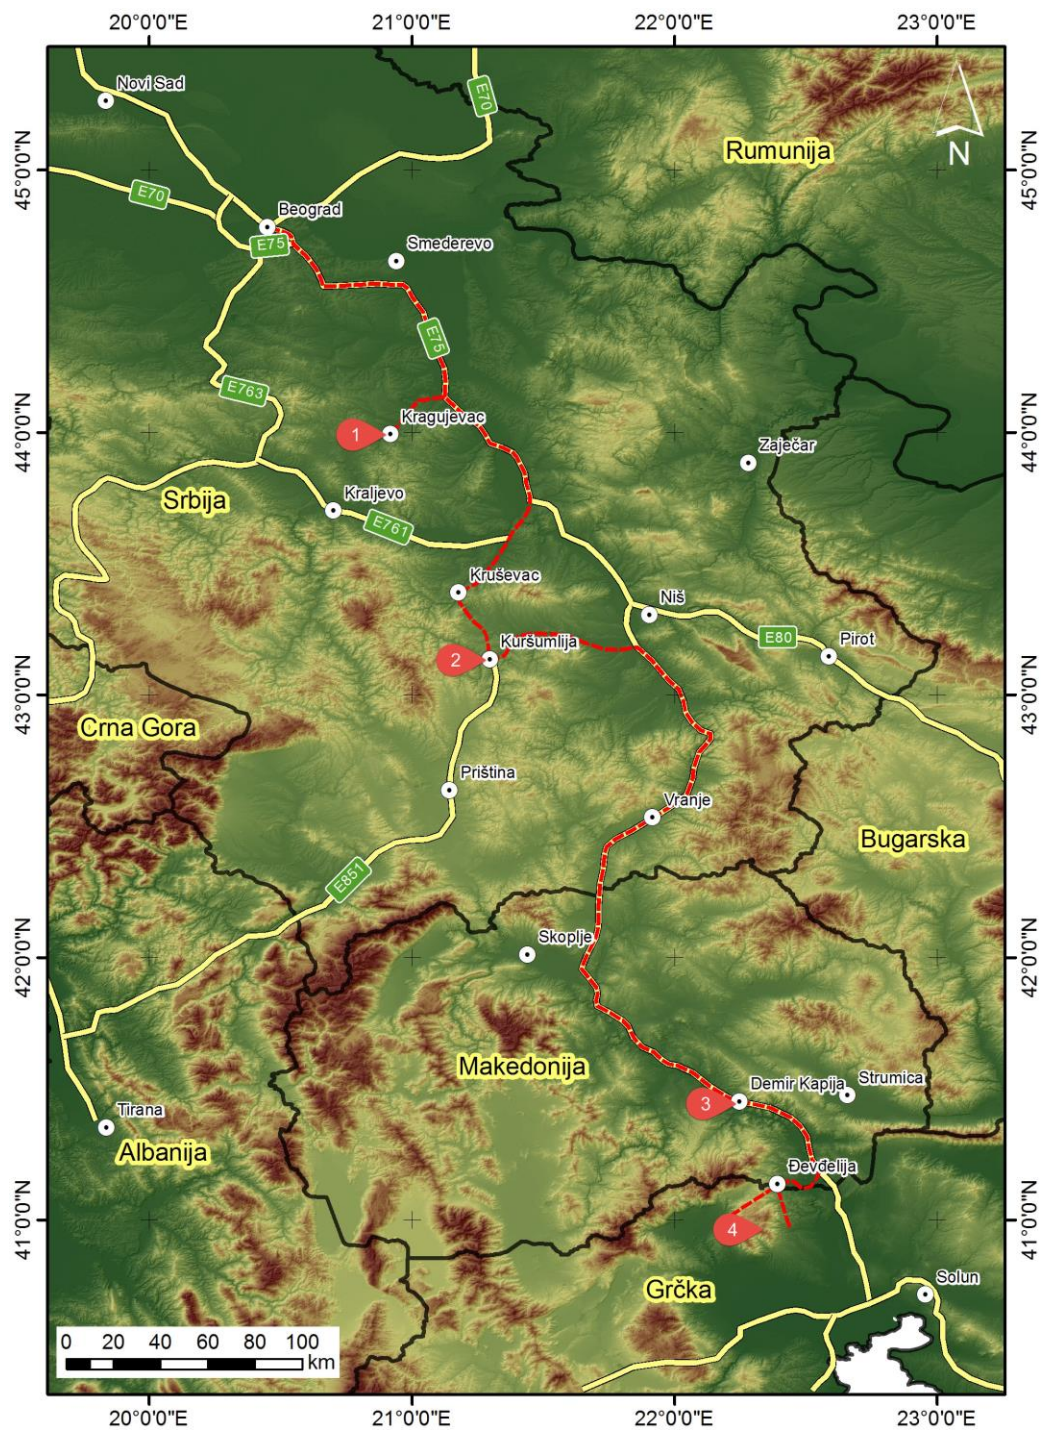 20°0'0"E 21°0'0"E 22°0'0"E 23°0'0"E
Novi Sad
E70
Rumunija
N
45°0'0"N
45°0'0"N
E70
Beograd
E75
Smederevo
E75
E763
Kragujevac
1
44°0'0"N
44°0'0"N
Zaječar
Srbija
Kraljevo
E761
Kruševac
Niš
Kuršumlija
2
E80
Pirot
43°0'0"N
43°0'0"N
Crna Gora
Priština
Vranje
Bugarska
E851
Skoplje
42°0'0"N
42°0'0"N
Makedonija
Demir Kapija
Strumica
3
Tirana
Albanija
Đevđelija
4
41°0'0"N
41°0'0"N
Grčka
Solun
0 20 40 60 80 100
km
20°0'0"E 21°0'0"E 22°0'0"E 23°0'0"E